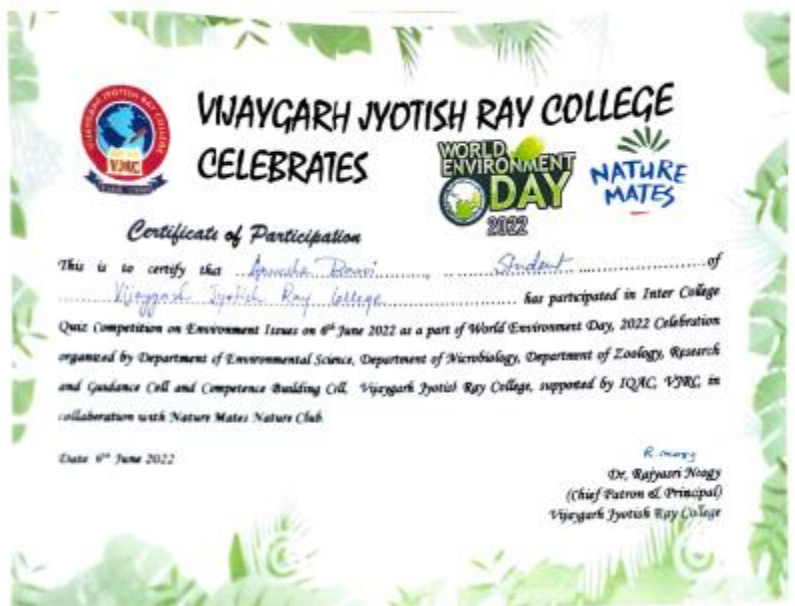 VIJAYGARH JYOTISH RAY COLLEGE
CELEBRATES
WORLD
ENVIRONMENT
DAY
2022
NATURE
MATES
VJRC
Certificate of Participation
This is to certify that ......................, ...... Student ......................of
............ Jyotish Ray College .............................. has participated in Inter College
Quiz Competition on Environment Issues on 6th June 2022 as a part of World Environment Day, 2022 Celebration
organized by Department of Environmental Science, Department of Microbiology, Department of Zoology, Research
and Guidance Cell and Competence Building Cell, Vijaygarh Jyotish Ray College, supported by IQAC, VJRC, in
collaboration with Nature Mates Nature Club.
Date 6th June 2022
Dr. Rajyasri Neogy
(Chief Patron & Principal)
Vijaygarh Jyotish Ray College